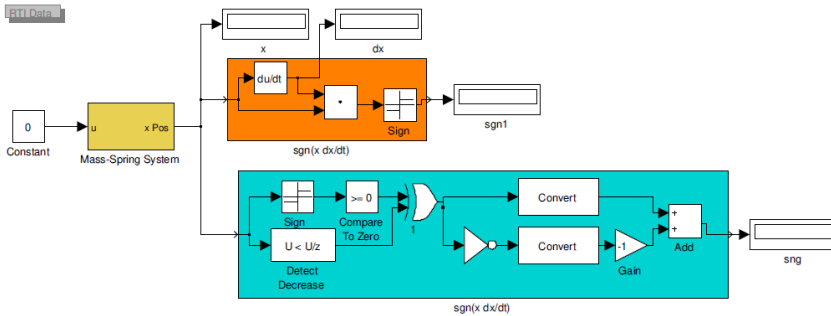 RTI Data
x
dx
du/dt
Sign
sgn(x dx/dt)
sgn1
0
Constant
u
x Pos
Mass-Spring System
Sign
>= 0
Compare
To Zero
U < U/z
Detect
Decrease
1
Convert
Convert
-1
Gain
+
+
Add
sgn(x dx/dt)
sng